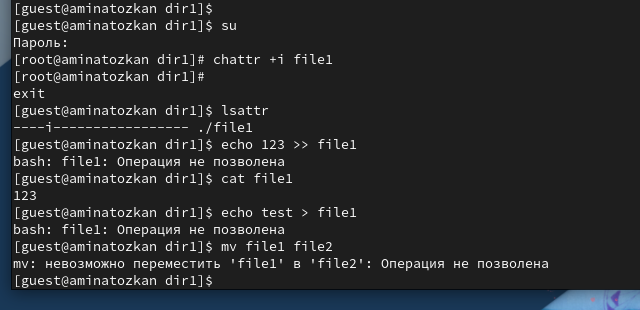 [guest@aminatozkan dir1]$
[guest@aminatozkan dir1]$ su
Пароль:
[root@aminatozkan dir1]# chattr +i file1
[root@aminatozkan dir1]#
exit
[guest@aminatozkan dir1]$ lsattr
----i----------------- ./file1
[guest@aminatozkan dir1]$ echo 123 >> file1
bash: file1: Операция не позволена
[guest@aminatozkan dir1]$ cat file1
123
[guest@aminatozkan dir1]$ echo test > file1
bash: file1: Операция не позволена
[guest@aminatozkan dir1]$ mv file1 file2
mv: невозможно переместить 'file1' в 'file2': Операция не позволена
[guest@aminatozkan dir1]$